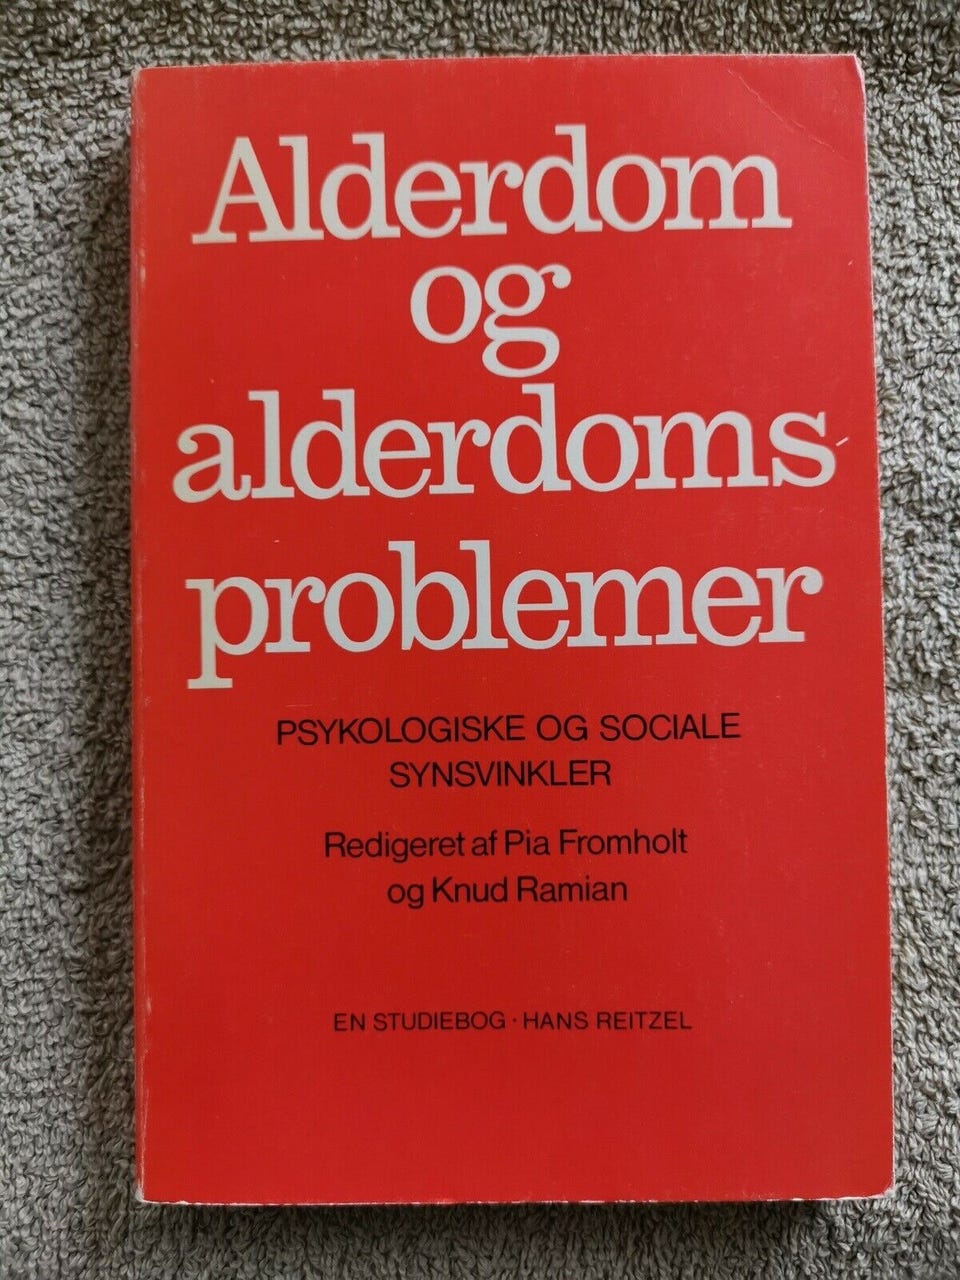 Alderdom
og
alderdoms
problemer
PSYKOLOGISKE OG SOCIALE
SYNSVINKLER
Redigeret af Pia Fromholt
og Knud Ramian
EN STUDIEBOG · HANS REITZEL